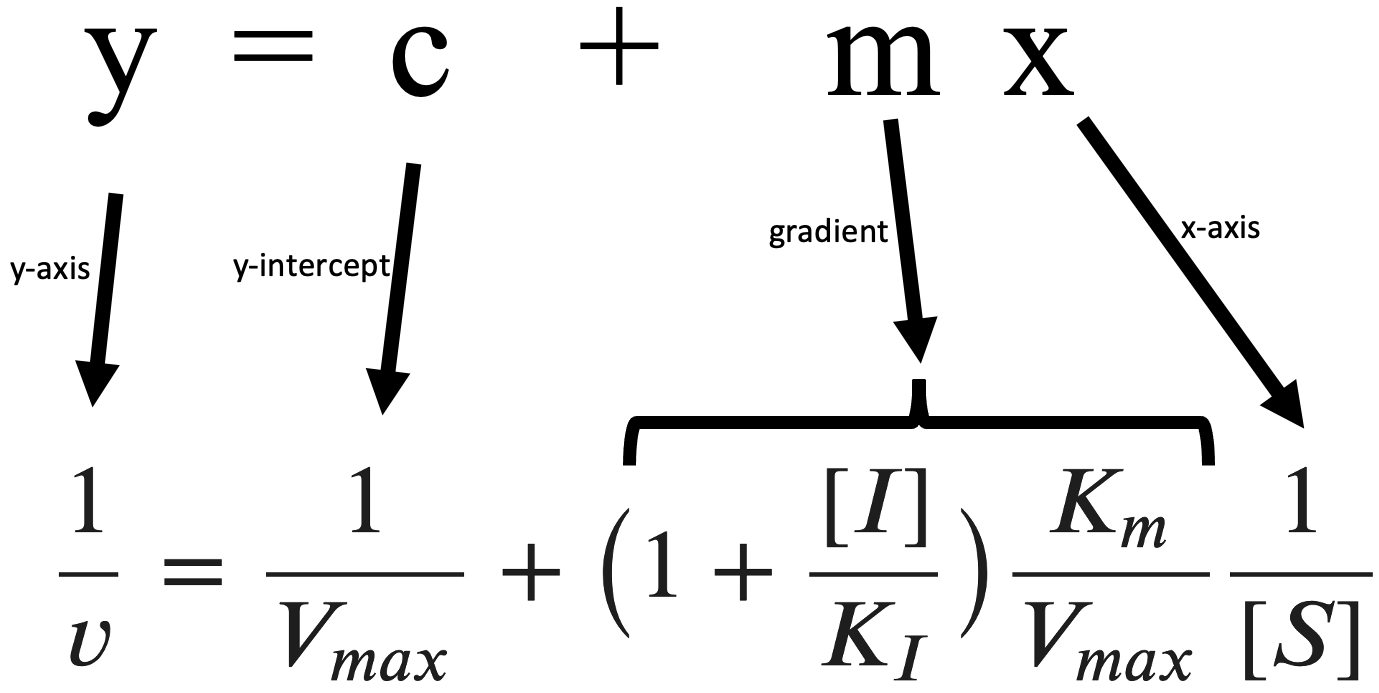 y = c + m x
gradient x-axis
y-axis y-intercept
1/v = 1/V_max + (1 + [I]/K_I) K_m/V_max 1/[S]